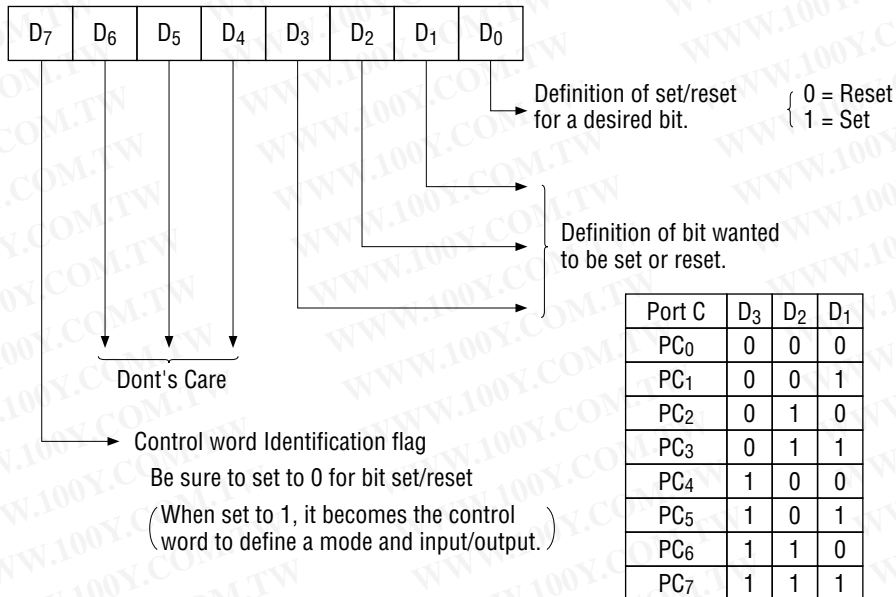 D7 D6 D5 D4 D3 D2 D1 D0
Definition of set/reset
for a desired bit.
0 = Reset
1 = Set
Definition of bit wanted
to be set or reset.
Dont's Care
Control word Identification flag
Be sure to set to 0 for bit set/reset
(When set to 1, it becomes the control
word to define a mode and input/output.)
Port C D3 D2 D1
PC0 0 0 0
PC1 0 0 1
PC2 0 1 0
PC3 0 1 1
PC4 1 0 0
PC5 1 0 1
PC6 1 1 0
PC7 1 1 1
WWW.100Y.COM.TW